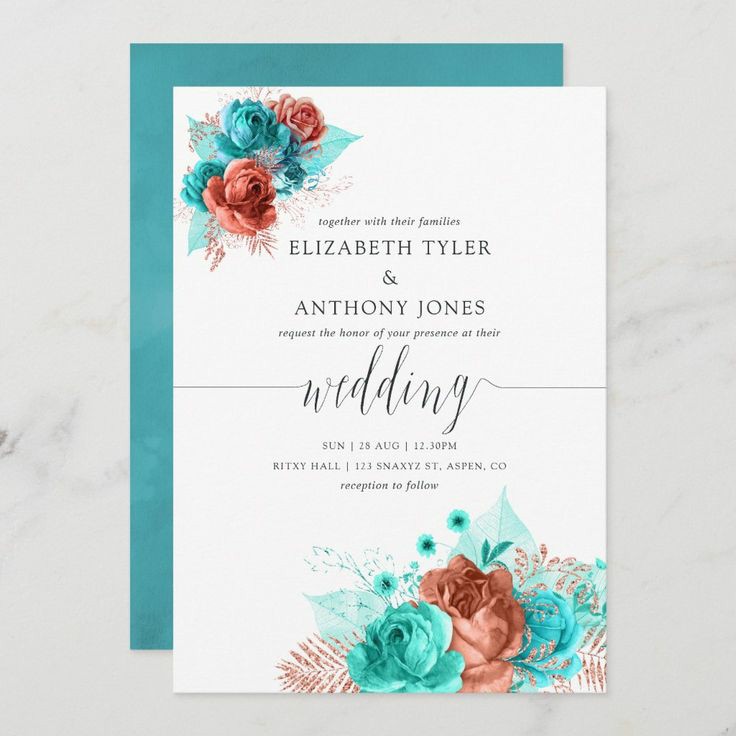 together with their families
ELIZABETH TYLER
&
ANTHONY JONES
request the honor of your presence at their
wedding
SUN | 28 AUG | 12.30PM
RITXY HALL | 123 SNAXYZ ST, ASPEN, CO
reception to follow